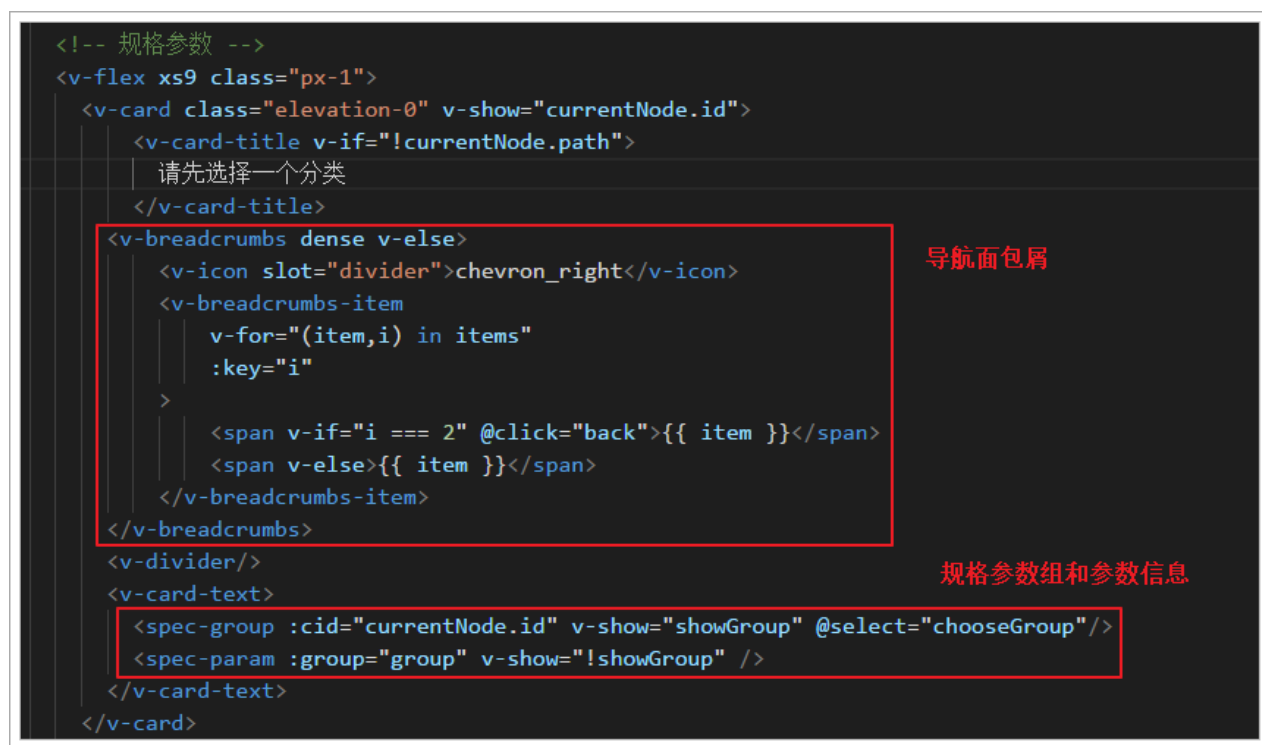 <!-- 规格参数 -->
<v-flex xs9 class="px-1">
<v-card class="elevation-0" v-show="currentNode.id">
<v-card-title v-if="!currentNode.path">
请先选择一个分类
</v-card-title>
<v-breadcrumbs dense v-else>
导航面包屑
<v-icon slot="divider">chevron_right</v-icon>
<v-breadcrumbs-item
v-for="(item,i) in items"
:key="i"
>
<span v-if="i === 2" @click="back">{{ item }}</span>
<span v-else>{{ item }}</span>
</v-breadcrumbs-item>
</v-breadcrumbs>
<v-divider/>
规格参数组和参数信息
<v-card-text>
<spec-group :cid="currentNode.id" v-show="showGroup" @select="chooseGroup"/>
<spec-param :group="group" v-show="!showGroup" />
</v-card-text>
</v-card>